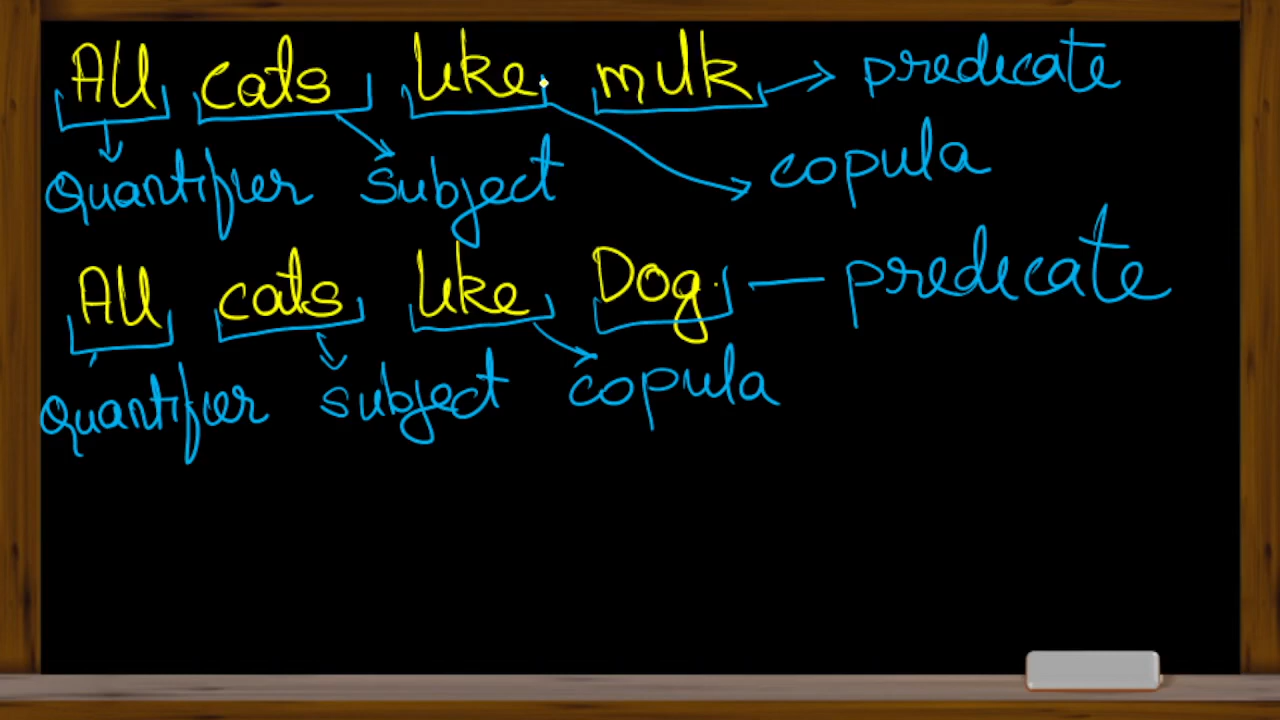 All cats like milk → predicate
Quantifier subject copula
All cats like Dog. — predicate
Quantifier subject copula